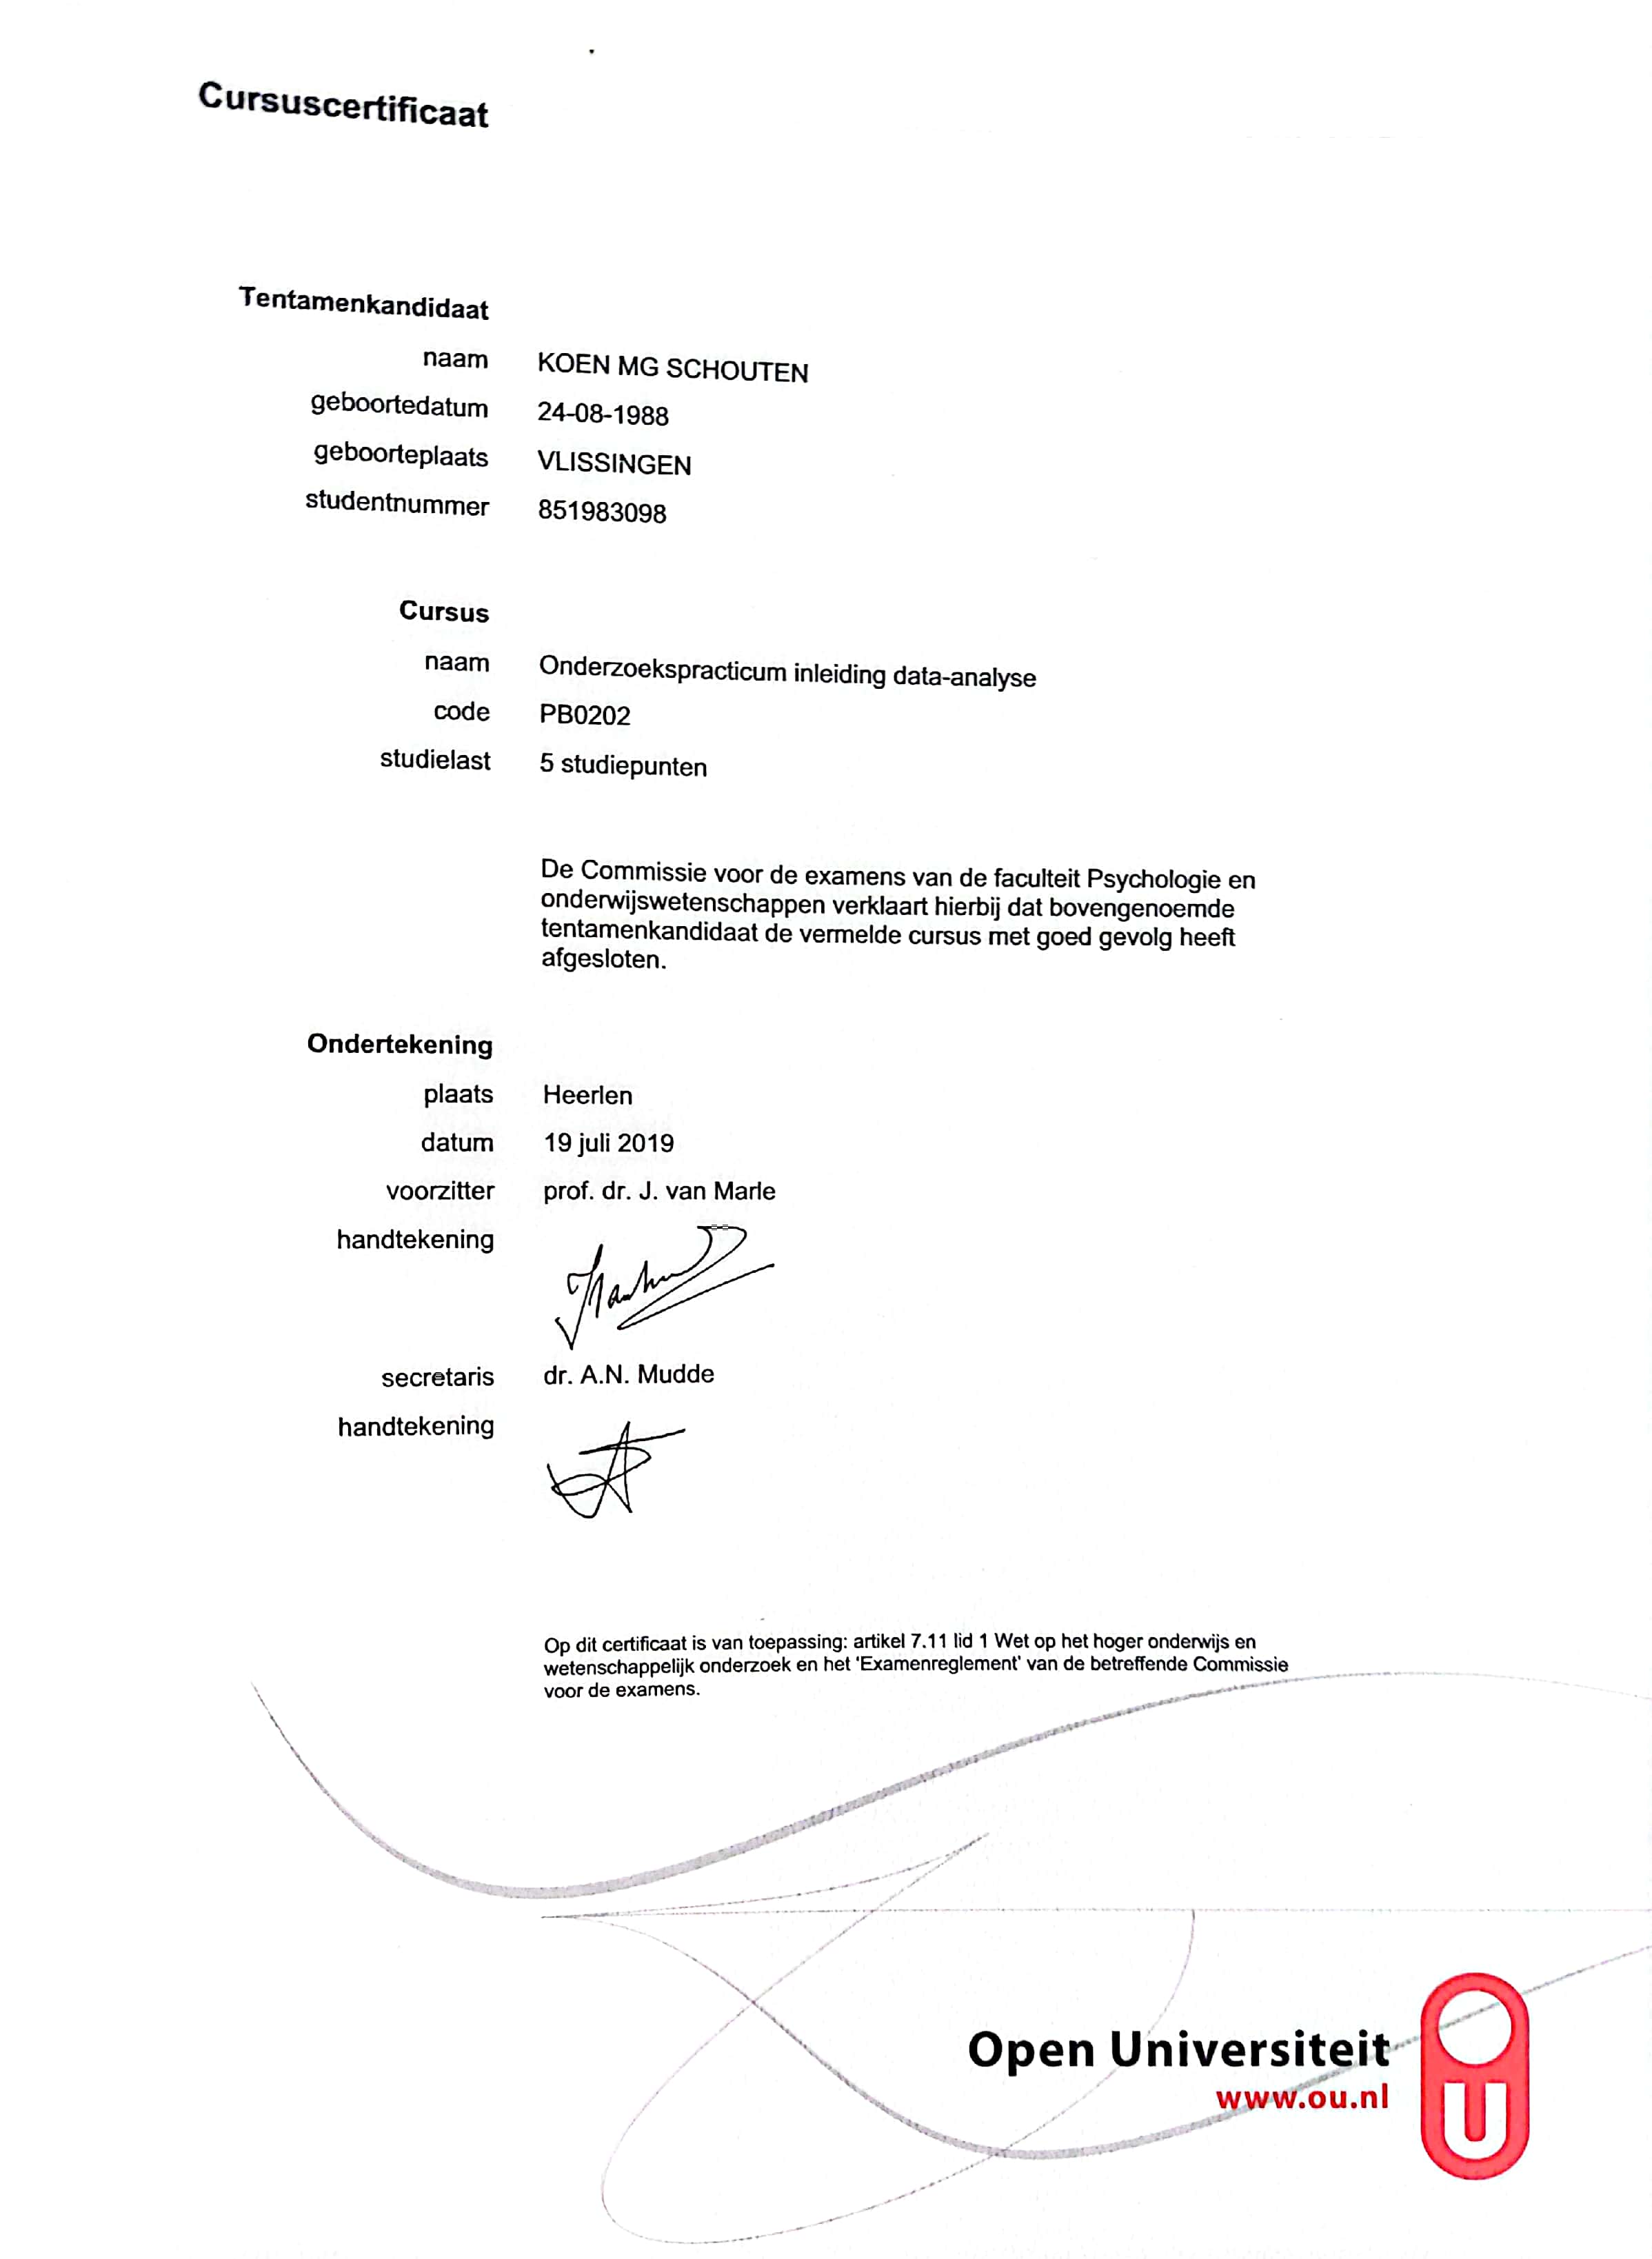 Cursuscertificaat
Tentamenkandidaat
naam KOEN MG SCHOUTEN
geboortedatum 24-08-1988
geboorteplaats VLISSINGEN
studentnummer 851983098
Cursus
naam Onderzoekspracticum inleiding data-analyse
code PB0202
studielast 5 studiepunten
De Commissie voor de examens van de faculteit Psychologie en
onderwijswetenschappen verklaart hierbij dat bovengenoemde
tentamenkandidaat de vermelde cursus met goed gevolg heeft
afgesloten.
Ondertekening
plaats Heerlen
datum 19 juli 2019
voorzitter prof. dr. J. van Marle
handtekening
secretaris dr. A.N. Mudde
handtekening
Op dit certificaat is van toepassing: artikel 7.11 lid 1 Wet op het hoger onderwijs en
wetenschappelijk onderzoek en het 'Examenreglement' van de betreffende Commissie
voor de examens.
Open Universiteit
www.ou.nl